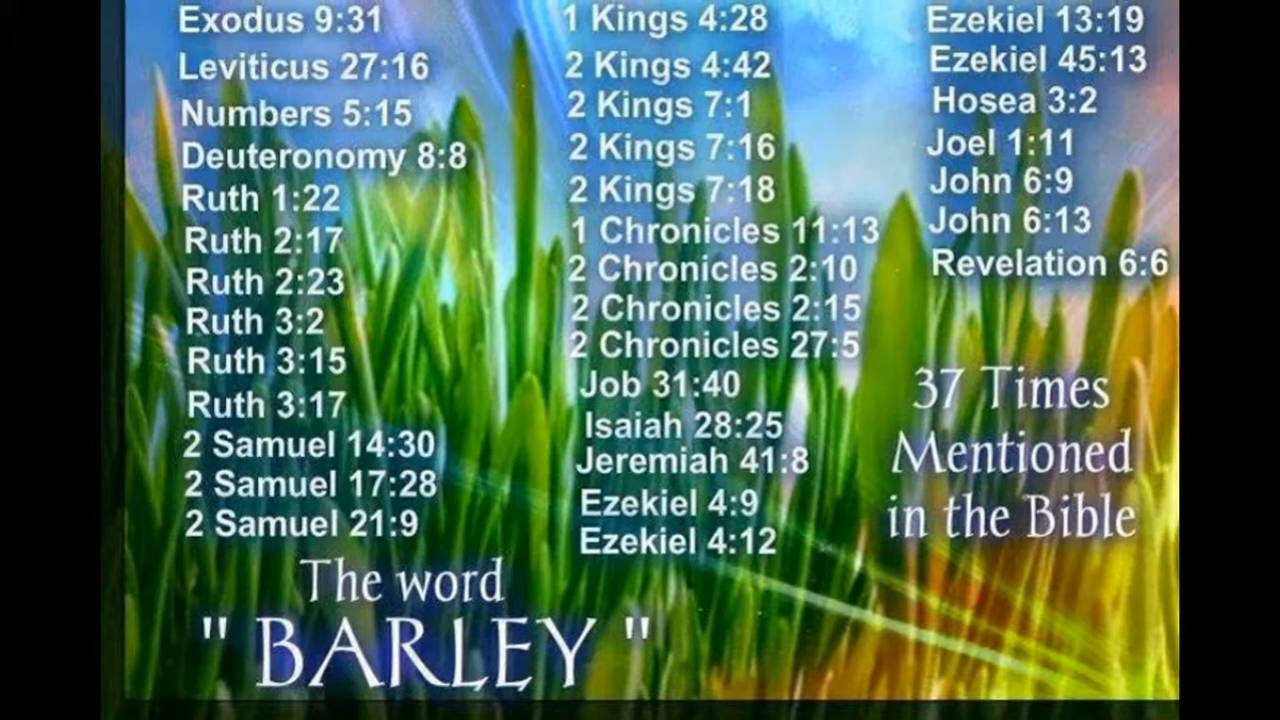 Exodus 9:31
Leviticus 27:16
Numbers 5:15
Deuteronomy 8:8
Ruth 1:22
Ruth 2:17
Ruth 2:23
Ruth 3:2
Ruth 3:15
Ruth 3:17
2 Samuel 14:30
2 Samuel 17:28
2 Samuel 21:9
1 Kings 4:28
2 Kings 4:42
2 Kings 7:1
2 Kings 7:16
2 Kings 7:18
1 Chronicles 11:13
2 Chronicles 2:10
2 Chronicles 2:15
2 Chronicles 27:5
Job 31:40
Isaiah 28:25
Jeremiah 41:8
Ezekiel 4:9
Ezekiel 4:12
Ezekiel 13:19
Ezekiel 45:13
Hosea 3:2
Joel 1:11
John 6:9
John 6:13
Revelation 6:6
37 Times
Mentioned
in the Bible
The word
" BARLEY "